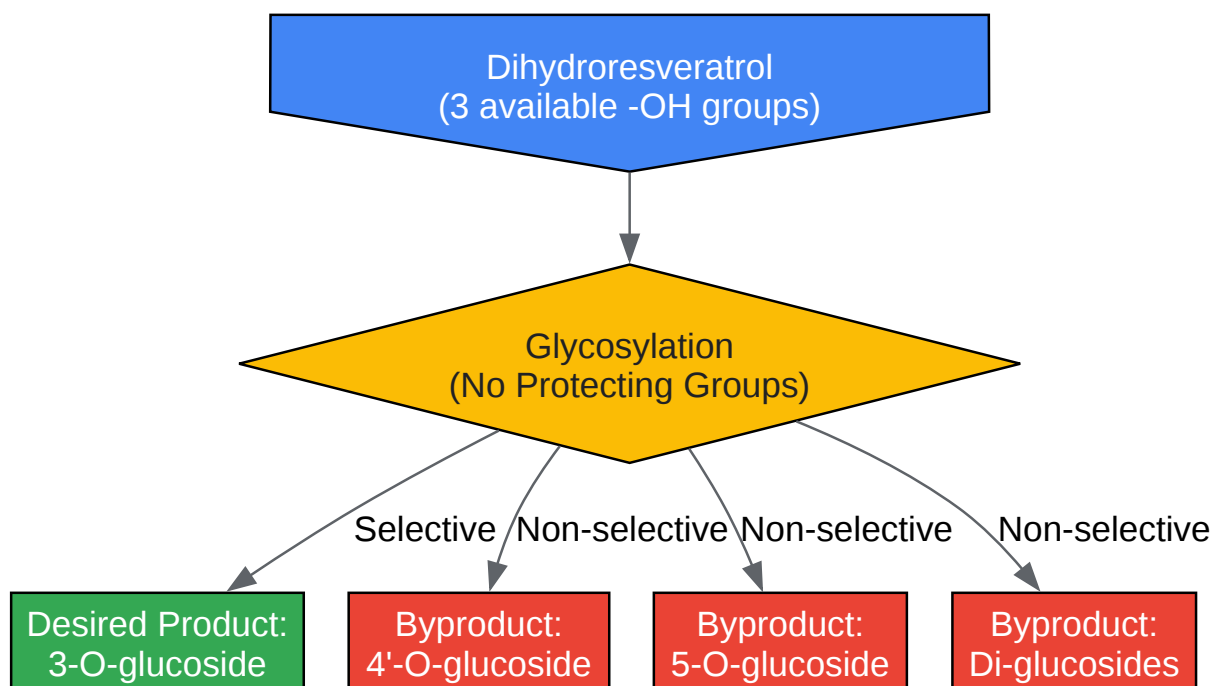 Dihydroresveratrol
(3 available -OH groups)
Glycosylation
(No Protecting Groups)
Selective
Non-selective
Non-selective
Non-selective
Desired Product:
3-O-glucoside
Byproduct:
4'-O-glucoside
Byproduct:
5-O-glucoside
Byproduct:
Di-glucosides